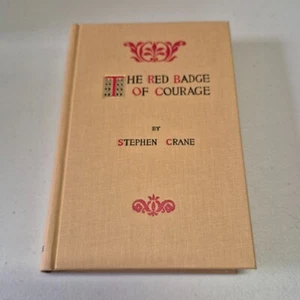 THE RED BADGE
OF COURAGE
BY
STEPHEN CRANE